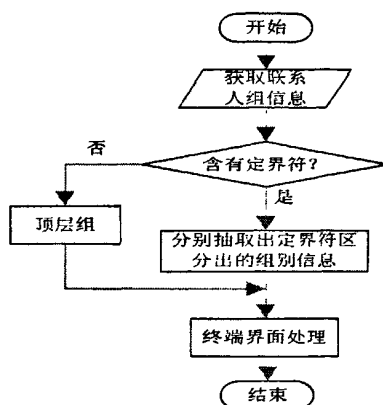 开始
获取联系
人组信息
含有定界符?
否
是
顶层组
分别抽取出定界符区
分出的组别信息
终端界面处理
结束